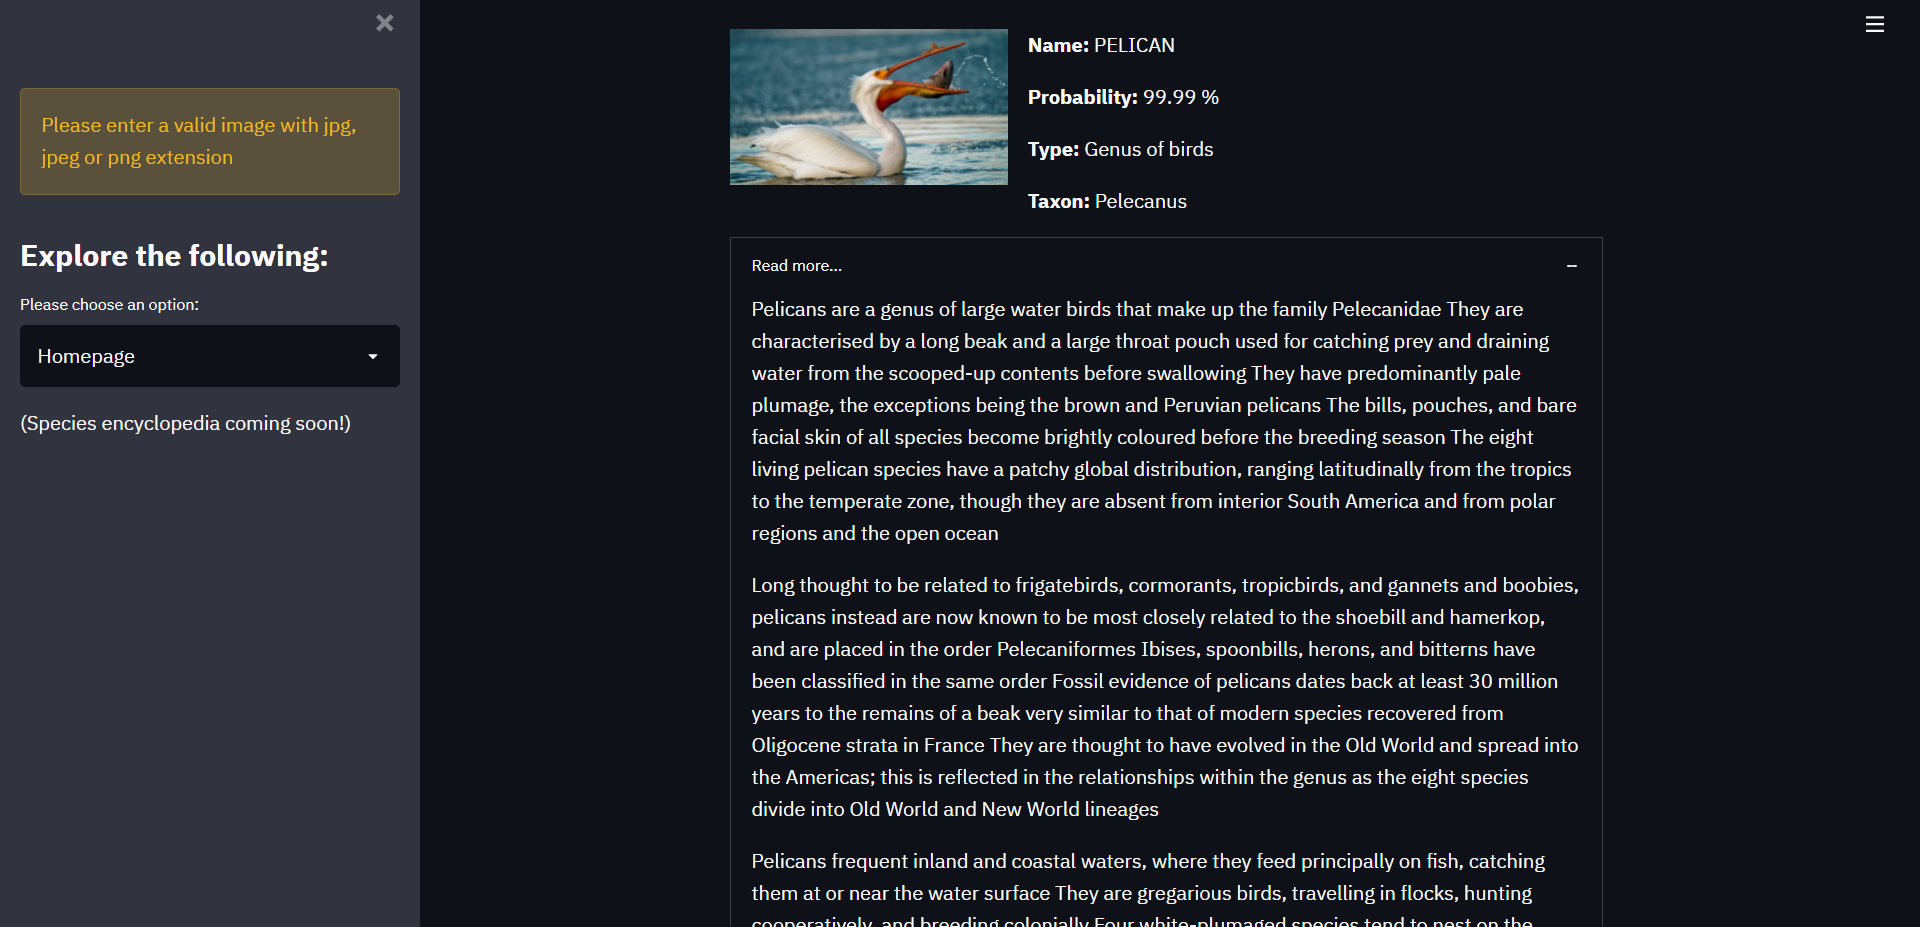 Please enter a valid image with jpg,
jpeg or png extension
Explore the following:
Please choose an option:
Homepage
(Species encyclopedia coming soon!)
Name: PELICAN
Probability: 99.99 %
Type: Genus of birds
Taxon: Pelecanus
Read more...
Pelicans are a genus of large water birds that make up the family Pelecanidae They are
characterised by a long beak and a large throat pouch used for catching prey and draining
water from the scooped-up contents before swallowing They have predominantly pale
plumage, the exceptions being the brown and Peruvian pelicans The bills, pouches, and bare
facial skin of all species become brightly coloured before the breeding season The eight
living pelican species have a patchy global distribution, ranging latitudinally from the tropics
to the temperate zone, though they are absent from interior South America and from polar
regions and the open ocean
Long thought to be related to frigatebirds, cormorants, tropicbirds, and gannets and boobies,
pelicans instead are now known to be most closely related to the shoebill and hamerkop,
and are placed in the order Pelecaniformes Ibises, spoonbills, herons, and bitterns have
been classified in the same order Fossil evidence of pelicans dates back at least 30 million
years to the remains of a beak very similar to that of modern species recovered from
Oligocene strata in France They are thought to have evolved in the Old World and spread into
the Americas; this is reflected in the relationships within the genus as the eight species
divide into Old World and New World lineages
Pelicans frequent inland and coastal waters, where they feed principally on fish, catching
them at or near the water surface They are gregarious birds, travelling in flocks, hunting
cooperatively, and breeding colonially Four white-plumaged species tend to nest on the